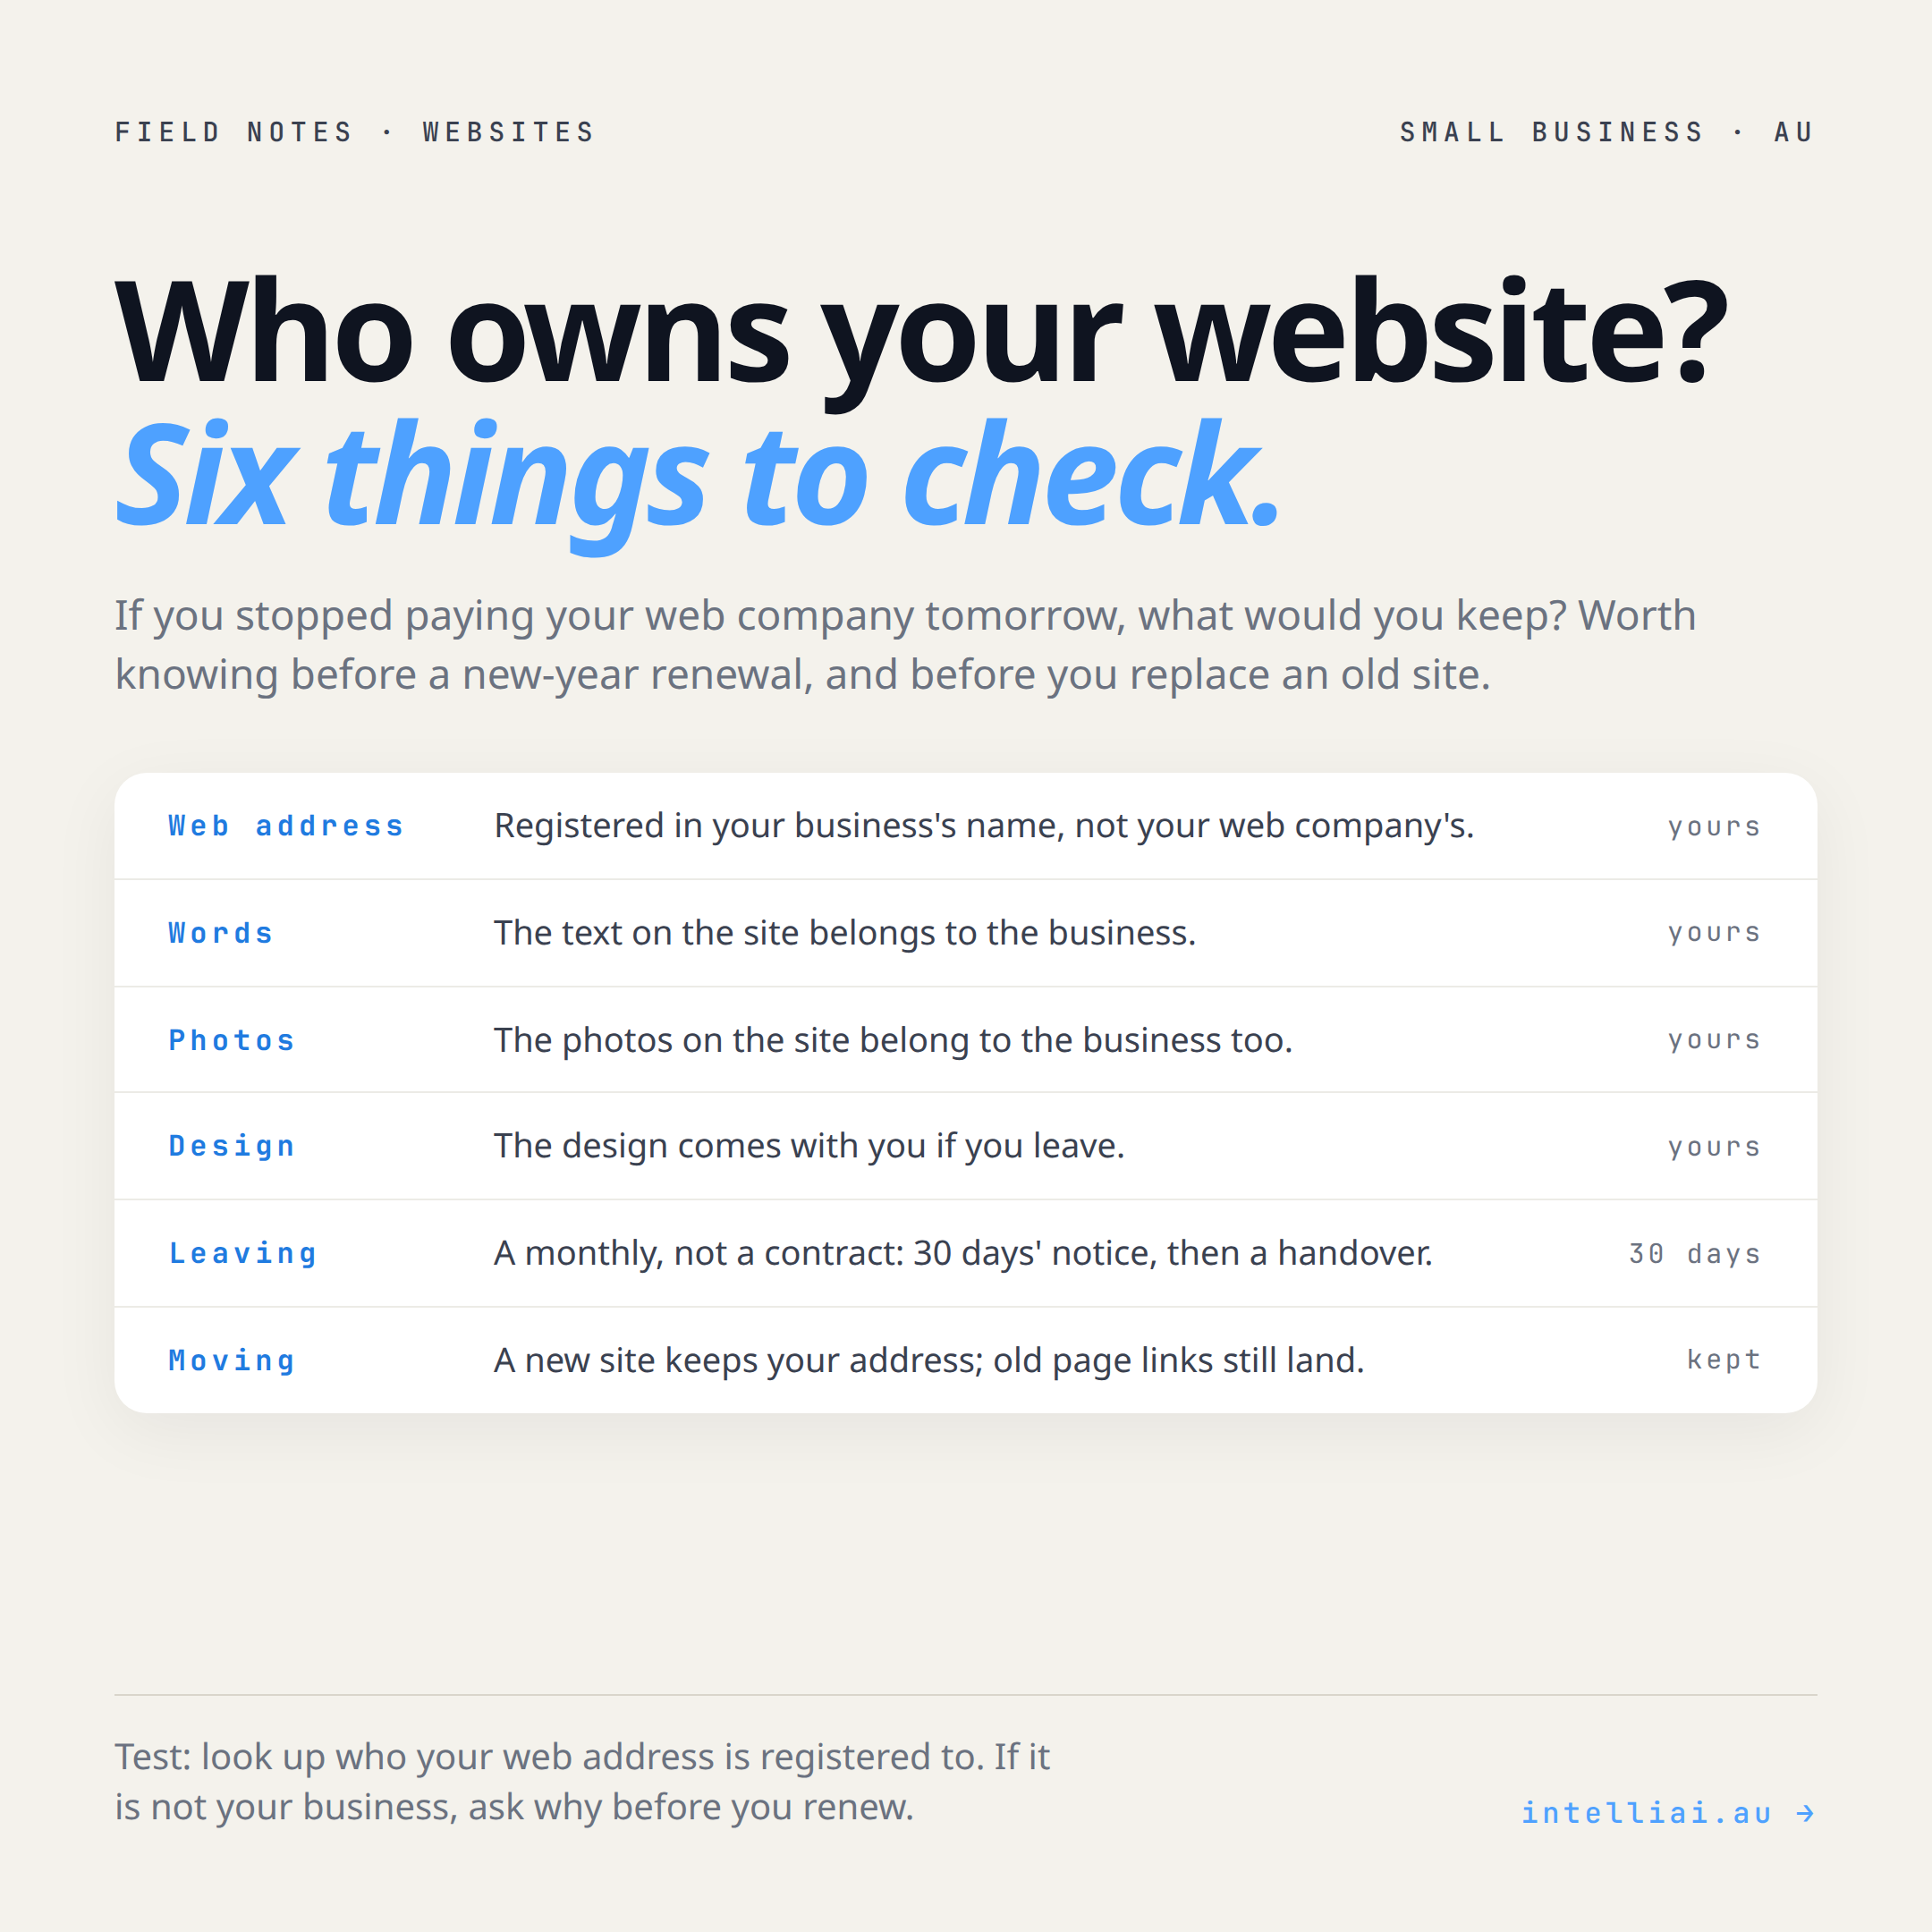 FIELD NOTES · WEBSITES
SMALL BUSINESS · AU
Who owns your website?
Six things to check.
If you stopped paying your web company tomorrow, what would you keep? Worth
knowing before a new-year renewal, and before you replace an old site.
Web address Registered in your business's name, not your web company's. yours
Words The text on the site belongs to the business. yours
Photos The photos on the site belong to the business too. yours
Design The design comes with you if you leave. yours
Leaving A monthly, not a contract: 30 days' notice, then a handover. 30 days
Moving A new site keeps your address; old page links still land. kept
Test: look up who your web address is registered to. If it
is not your business, ask why before you renew.
intelliai.au →